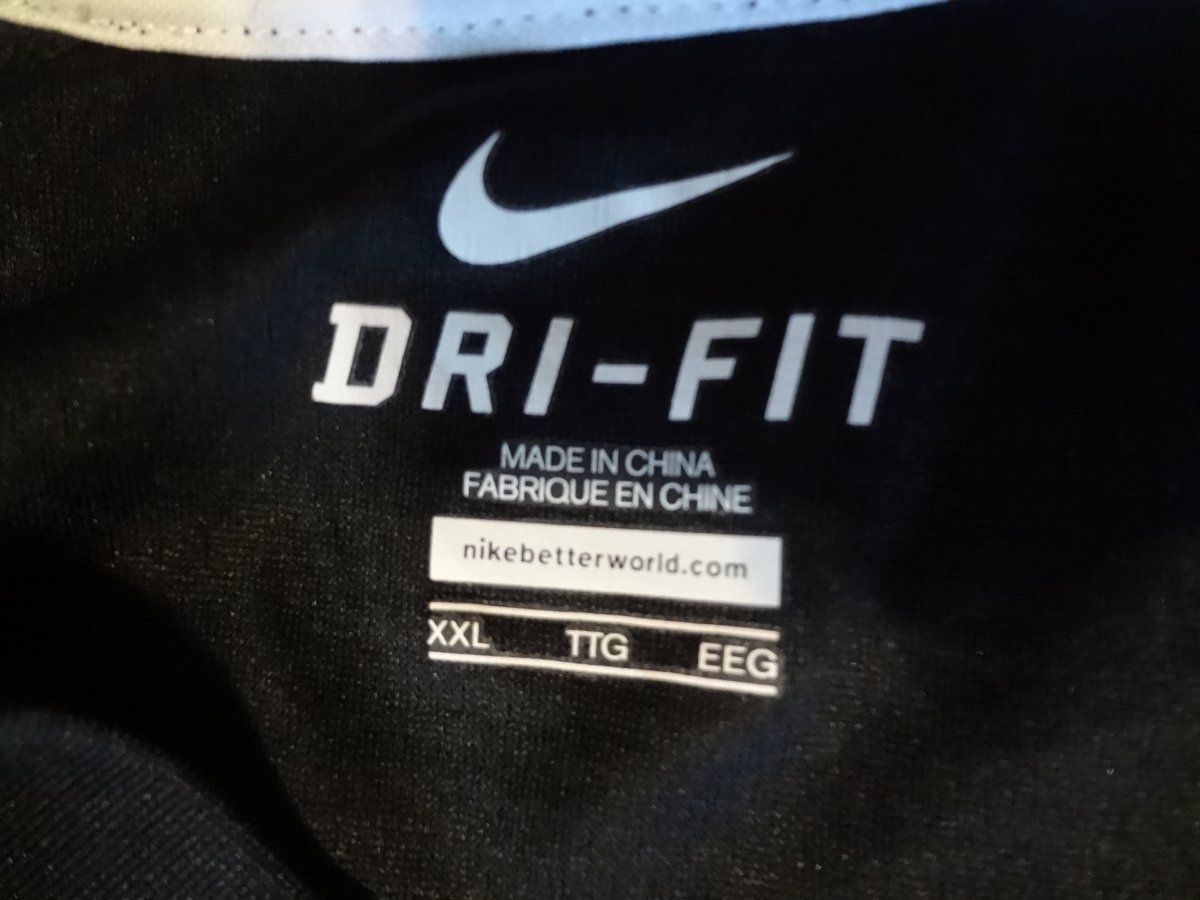 DRI-FIT
MADE IN CHINA
FABRIQUE EN CHINE
nikebetterworld.com
XXL TTG EEG